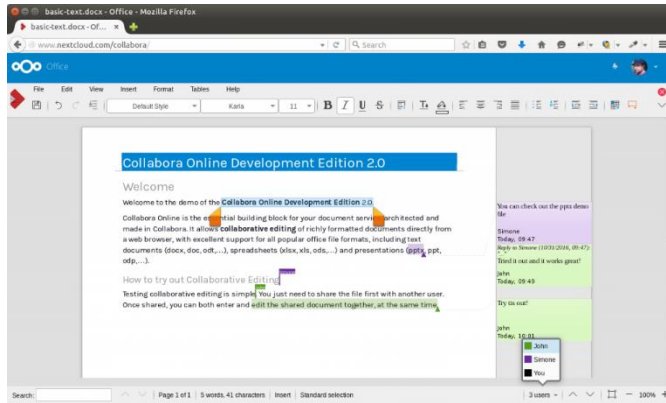 basic-text.docx - Office - Mozilla Firefox
basic-text.docx - Of...
www.nextcloud.com/collabora/
Search
Office
File Edit View Insert Format Tables Help
Default Style Karla 11 B I U S
Collabora Online Development Edition 2.0
Welcome
Welcome to the demo of the Collabora Online Development Edition 2.0.
Collabora Online is the essential building block for your document service, architected and
made in Collabora. It allows collaborative editing of richly formatted documents directly from
a web browser, with excellent support for all popular office file formats, including text
documents (docx, doc, odt,...), spreadsheets (xlsx, xls, ods,...) and presentations (pptx, ppt,
odp,...).
How to try out Collaborative Editing
Testing collaborative editing is simple. You just need to share the file first with another user.
Once shared, you can both enter and edit the shared document together, at the same time.
You can check out the pptx demo
file
Simone
Today, 09:47
Reply to Simone (10/31/2016, 09:47):
Tried it out and it works great!
John
Today, 09:49
Try tis out!
John
Today, 10:01
John
Simone
You
Search: Page 1 of 1 5 words, 41 characters Insert Standard selection 3 users 100%